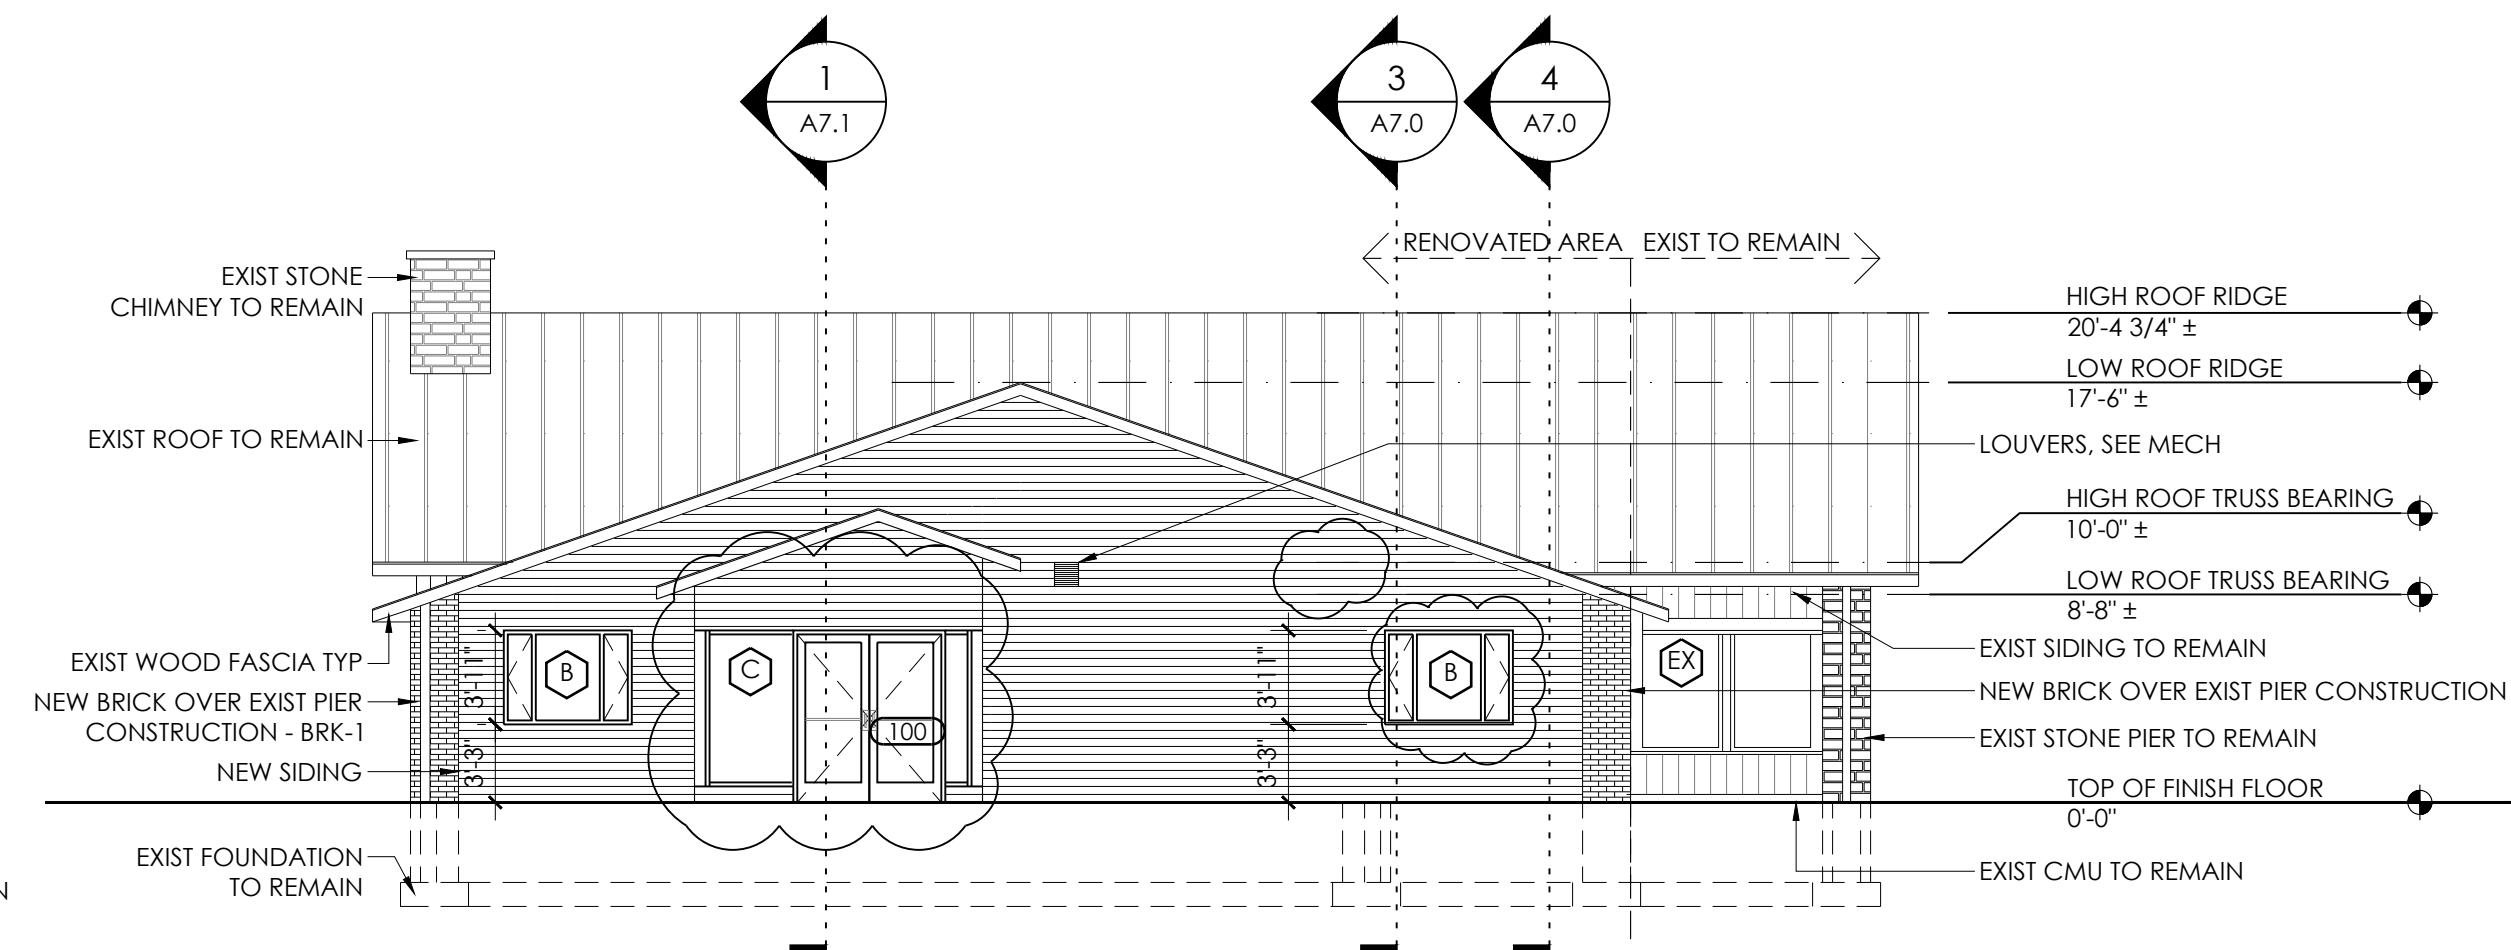 1
A7.1
3
A7.0
4
A7.0
RENOVATED AREA
EXIST TO REMAIN
EXIST STONE
CHIMNEY TO REMAIN
EXIST ROOF TO REMAIN
EXIST WOOD FASCIA TYP
NEW BRICK OVER EXIST PIER
CONSTRUCTION - BRK-1
NEW SIDING
EXIST FOUNDATION
TO REMAIN
N
3'-11"
3'-3"
B
C
100
3'-11"
3'-3"
B
EX
HIGH ROOF RIDGE
20'-4 3/4" ±
LOW ROOF RIDGE
17'-6" ±
LOUVERS, SEE MECH
HIGH ROOF TRUSS BEARING
10'-0" ±
LOW ROOF TRUSS BEARING
8'-8" ±
EXIST SIDING TO REMAIN
NEW BRICK OVER EXIST PIER CONSTRUCTION
EXIST STONE PIER TO REMAIN
TOP OF FINISH FLOOR
0'-0"
EXIST CMU TO REMAIN